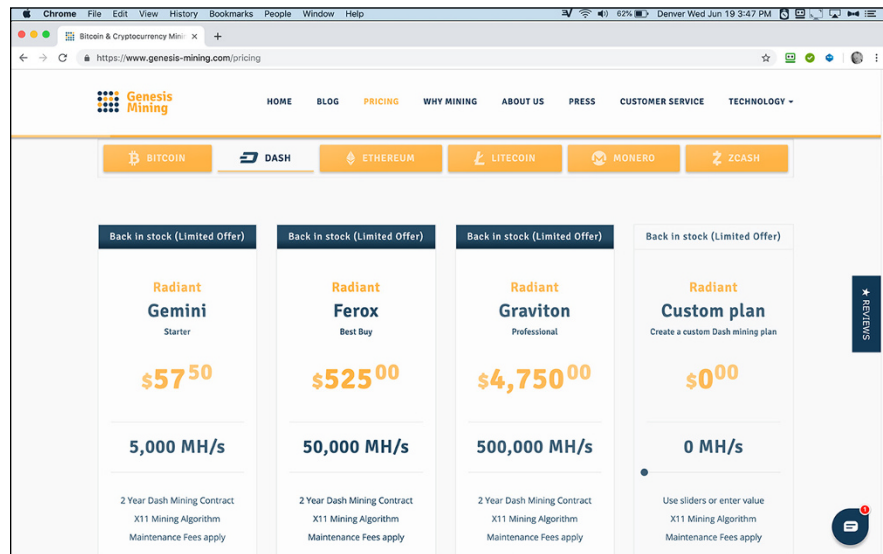 Chrome File Edit View History Bookmarks People Window Help 62% Denver Wed Jun 19 3:47 PM
Bitcoin & Cryptocurrency Minin
https://www.genesis-mining.com/pricing
Genesis
Mining
HOME BLOG PRICING WHY MINING ABOUT US PRESS CUSTOMER SERVICE TECHNOLOGY
BITCOIN DASH ETHEREUM LITECOIN MONERO ZCASH
Back in stock (Limited Offer) Back in stock (Limited Offer) Back in stock (Limited Offer) Back in stock (Limited Offer)
Radiant Radiant Radiant Radiant
Gemini Ferox Graviton Custom plan
Starter Best Buy Professional Create a custom Dash mining plan
$57 50 $525 00 $4,750 00 $0 00
★ REVIEWS
5,000 MH/s 50,000 MH/s 500,000 MH/s 0 MH/s
2 Year Dash Mining Contract 2 Year Dash Mining Contract 2 Year Dash Mining Contract Use sliders or enter value
X11 Mining Algorithm X11 Mining Algorithm X11 Mining Algorithm X11 Mining Algorithm
Maintenance Fees apply Maintenance Fees apply Maintenance Fees apply Maintenance Fees apply
1